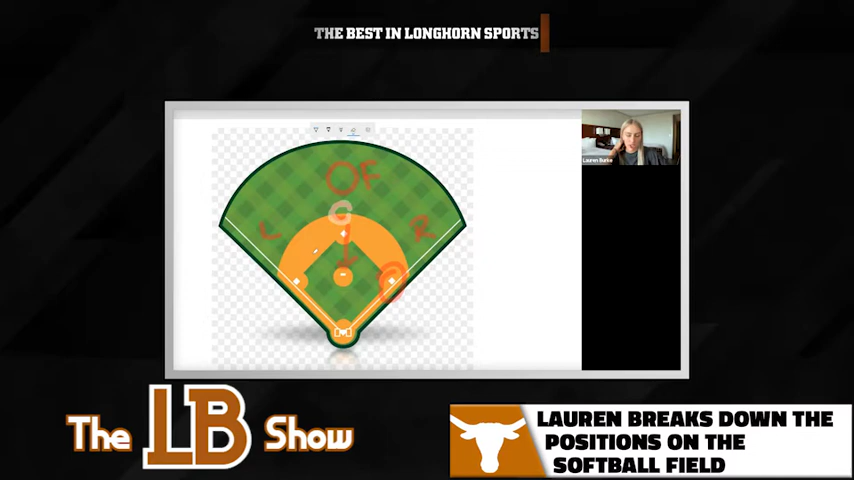 THE BEST IN LONGHORN SPORTS
OF
C
L
R
Lauren Burke
The LB Show
LAUREN BREAKS DOWN THE
POSITIONS ON THE
SOFTBALL FIELD